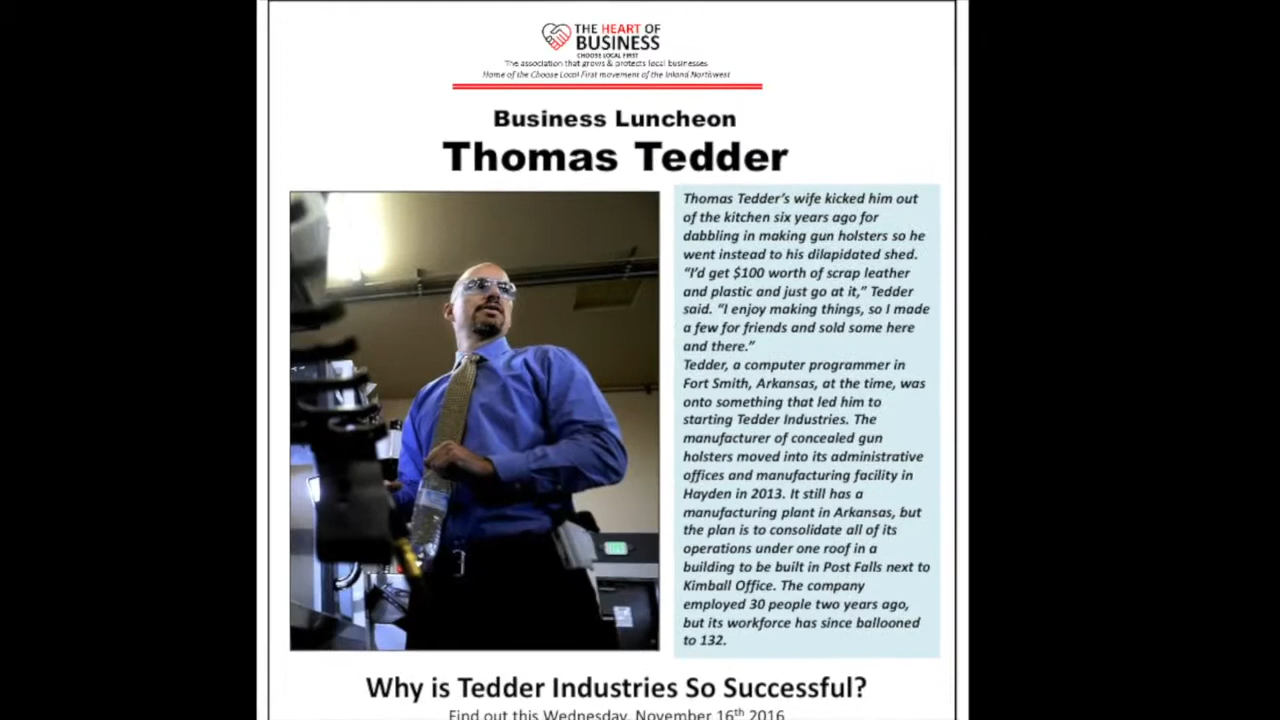 THE HEART OF
BUSINESS
CHOOSE LOCAL FIRST
The association that grows & protects local businesses
Home of the Choose Local First movement of the Inland Northwest
Business Luncheon
Thomas Tedder
Thomas Tedder's wife kicked him out
of the kitchen six years ago for
dabbling in making gun holsters so he
went instead to his dilapidated shed.
“I’d get $100 worth of scrap leather
and plastic and just go at it,” Tedder
said. “I enjoy making things, so I made
a few for friends and sold some here
and there.”
Tedder, a computer programmer in
Fort Smith, Arkansas, at the time, was
onto something that led him to
starting Tedder Industries. The
manufacturer of concealed gun
holsters moved into its administrative
offices and manufacturing facility in
Hayden in 2013. It still has a
manufacturing plant in Arkansas, but
the plan is to consolidate all of its
operations under one roof in a
building to be built in Post Falls next to
Kimball Office. The company
employed 30 people two years ago,
but its workforce has since ballooned
to 132.
Why is Tedder Industries So Successful?
Find out this Wednesday, November 16th 2016